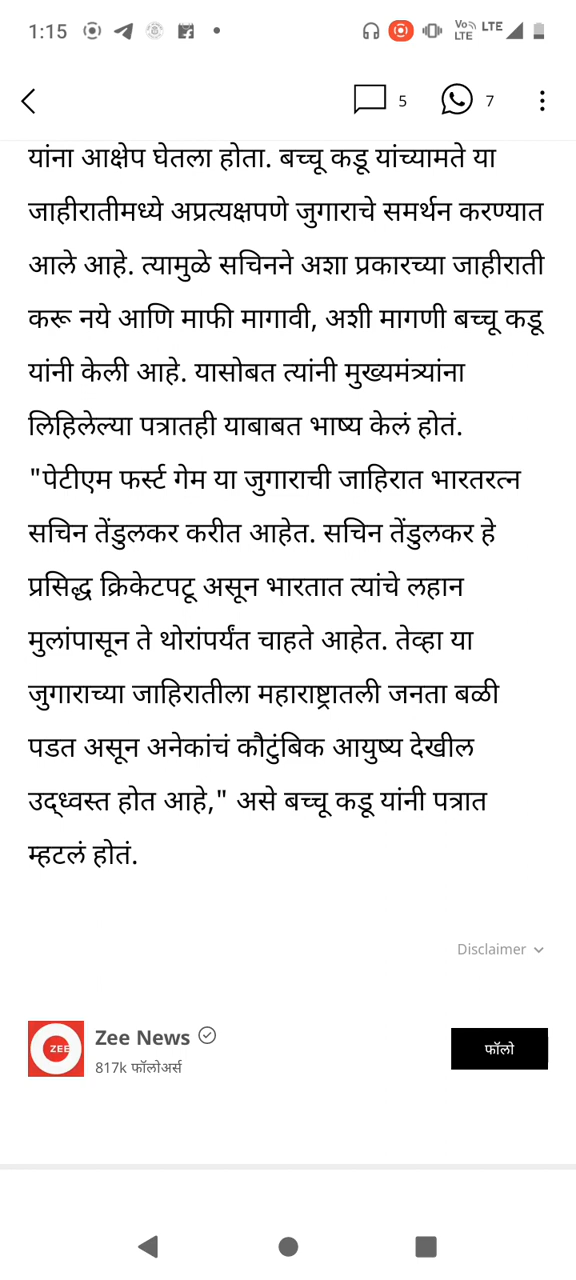 1:15 Vo LTE LTE
5 7
यांना आक्षेप घेतला होता. बच्चू कडू यांच्यामते या
जाहीरातीमध्ये अप्रत्यक्षपणे जुगाराचे समर्थन करण्यात
आले आहे. त्यामुळे सचिनने अशा प्रकारच्या जाहीराती
करू नये आणि माफी मागावी, अशी मागणी बच्चू कडू
यांनी केली आहे. यासोबत त्यांनी मुख्यमंत्र्यांना
लिहिलेल्या पत्रातही याबाबत भाष्य केलं होतं.
"पेटीएम फर्स्ट गेम या जुगाराची जाहिरात भारतरत्न
सचिन तेंडुलकर करीत आहेत. सचिन तेंडुलकर हे
प्रसिद्ध क्रिकेटपटू असून भारतात त्यांचे लहान
मुलांपासून ते थोरांपर्यंत चाहते आहेत. तेव्हा या
जुगाराच्या जाहिरातीला महाराष्ट्रातली जनता बळी
पडत असून अनेकांचं कौटुंबिक आयुष्य देखील
उद्ध्वस्त होत आहे," असे बच्चू कडू यांनी पत्रात
म्हटलं होतं.
Disclaimer
ZEE
Zee News
817k फॉलोअर्स
फॉलो